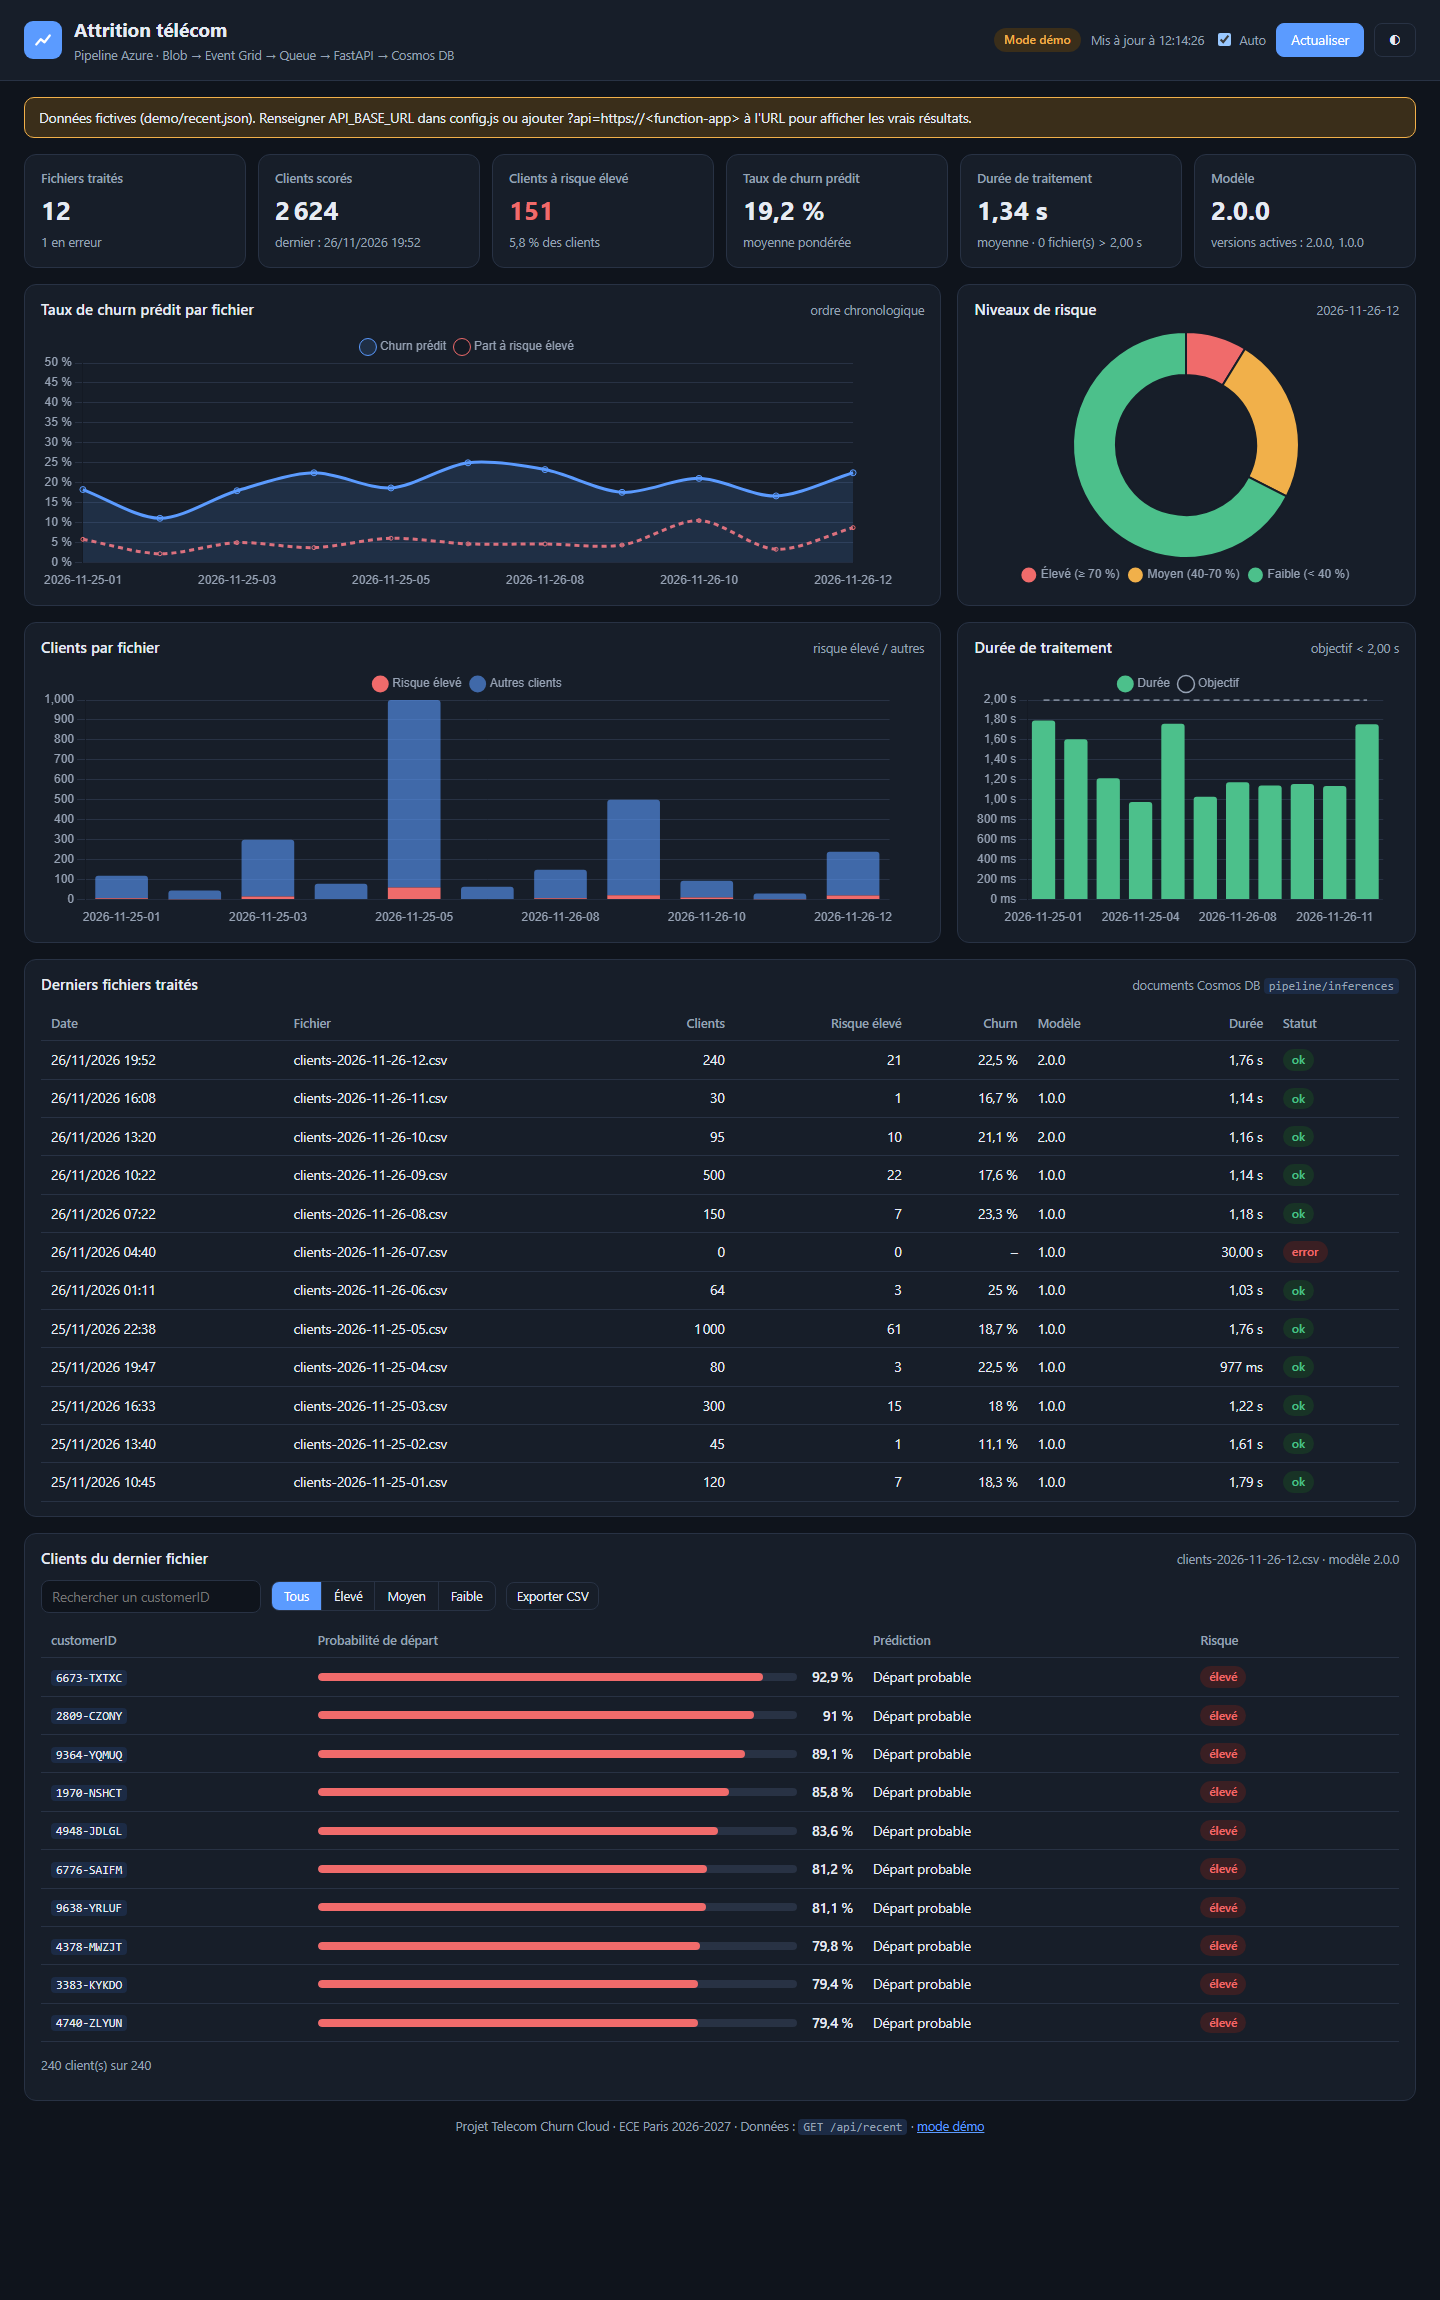 Attrition télécom
Pipeline Azure · Blob → Event Grid → Queue → FastAPI → Cosmos DB
Mode démo Mis à jour à 12:14:26 Auto Actualiser
Données fictives (demo/recent.json). Renseigner API_BASE_URL dans config.js ou ajouter ?api=https://<function-app> à l'URL pour afficher les vrais résultats.
Fichiers traités
12
1 en erreur
Clients scorés
2 624
dernier : 26/11/2026 19:52
Clients à risque élevé
151
5,8 % des clients
Taux de churn prédit
19,2 %
moyenne pondérée
Durée de traitement
1,34 s
moyenne · 0 fichier(s) > 2,00 s
Modèle
2.0.0
versions actives : 2.0.0, 1.0.0
Taux de churn prédit par fichier
ordre chronologique
Churn prédit Part à risque élevé
50 %
45 %
40 %
35 %
30 %
25 %
20 %
15 %
10 %
5 %
0 %
2026-11-25-01 2026-11-25-03 2026-11-25-05 2026-11-26-08 2026-11-26-10 2026-11-26-12
Niveaux de risque
2026-11-26-12
Élevé (≥ 70 %) Moyen (40-70 %) Faible (< 40 %)
Clients par fichier
risque élevé / autres
Risque élevé Autres clients
1,000
900
800
700
600
500
400
300
200
100
0
2026-11-25-01 2026-11-25-03 2026-11-25-05 2026-11-26-08 2026-11-26-10 2026-11-26-12
Durée de traitement
objectif < 2,00 s
Durée Objectif
2,00 s
1,80 s
1,60 s
1,40 s
1,20 s
1,00 s
800 ms
600 ms
400 ms
200 ms
0 ms
2026-11-25-01 2026-11-25-04 2026-11-26-08 2026-11-26-11
Derniers fichiers traités
documents Cosmos DB pipeline/inferences
Date Fichier Clients Risque élevé Churn Modèle Durée Statut
26/11/2026 19:52 clients-2026-11-26-12.csv 240 21 22,5 % 2.0.0 1,76 s ok
26/11/2026 16:08 clients-2026-11-26-11.csv 30 1 16,7 % 1.0.0 1,14 s ok
26/11/2026 13:20 clients-2026-11-26-10.csv 95 10 21,1 % 2.0.0 1,16 s ok
26/11/2026 10:22 clients-2026-11-26-09.csv 500 22 17,6 % 1.0.0 1,14 s ok
26/11/2026 07:22 clients-2026-11-26-08.csv 150 7 23,3 % 1.0.0 1,18 s ok
26/11/2026 04:40 clients-2026-11-26-07.csv 0 0 – 1.0.0 30,00 s error
26/11/2026 01:11 clients-2026-11-26-06.csv 64 3 25 % 1.0.0 1,03 s ok
25/11/2026 22:38 clients-2026-11-25-05.csv 1 000 61 18,7 % 1.0.0 1,76 s ok
25/11/2026 19:47 clients-2026-11-25-04.csv 80 3 22,5 % 1.0.0 977 ms ok
25/11/2026 16:33 clients-2026-11-25-03.csv 300 15 18 % 1.0.0 1,22 s ok
25/11/2026 13:40 clients-2026-11-25-02.csv 45 1 11,1 % 1.0.0 1,61 s ok
25/11/2026 10:45 clients-2026-11-25-01.csv 120 7 18,3 % 1.0.0 1,79 s ok
Clients du dernier fichier
clients-2026-11-26-12.csv · modèle 2.0.0
Rechercher un customerID Tous Élevé Moyen Faible Exporter CSV
customerID Probabilité de départ Prédiction Risque
6673-TXTXC 92,9 % Départ probable élevé
2809-CZONY 91 % Départ probable élevé
9364-YQMUQ 89,1 % Départ probable élevé
1970-NSHCT 85,8 % Départ probable élevé
4948-JDLGL 83,6 % Départ probable élevé
6776-SAIFM 81,2 % Départ probable élevé
9638-YRLUF 81,1 % Départ probable élevé
4378-MWZJT 79,8 % Départ probable élevé
3383-KYKDO 79,4 % Départ probable élevé
4740-ZLYUN 79,4 % Départ probable élevé
240 client(s) sur 240
Projet Telecom Churn Cloud · ECE Paris 2026-2027 · Données : GET /api/recent · mode démo